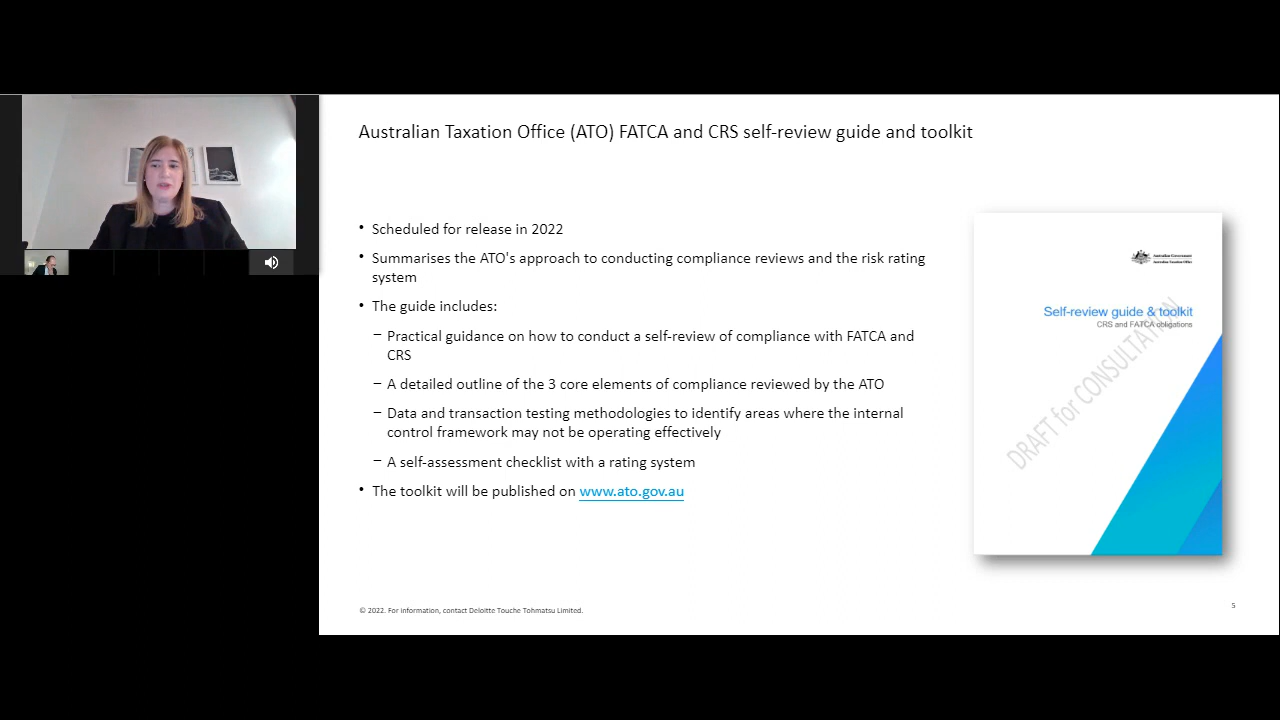 Australian Taxation Office (ATO) FATCA and CRS self-review guide and toolkit
• Scheduled for release in 2022
• Summarises the ATO's approach to conducting compliance reviews and the risk rating
system
• The guide includes:
– Practical guidance on how to conduct a self-review of compliance with FATCA and
CRS
– A detailed outline of the 3 core elements of compliance reviewed by the ATO
– Data and transaction testing methodologies to identify areas where the internal
control framework may not be operating effectively
– A self-assessment checklist with a rating system
• The toolkit will be published on www.ato.gov.au
Australian Government
Australian Taxation Office
Self-review guide & toolkit
CRS and FATCA obligations
DRAFT for CONSULTATION
© 2022. For information, contact Deloitte Touche Tohmatsu Limited.
5